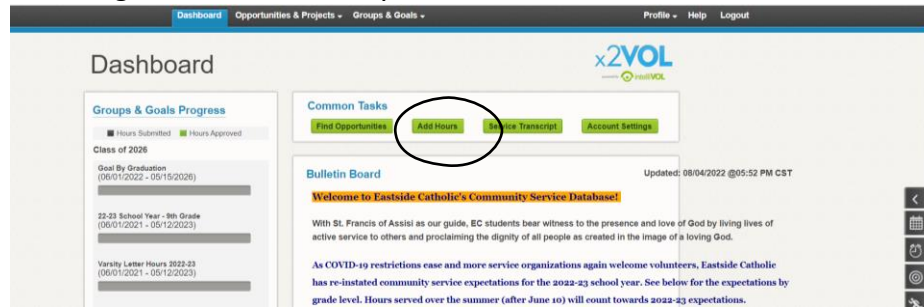 Dashboard Opportunities & Projects Groups & Goals Profile Help Logout
Dashboard
x2VOL
intelliVOL
Groups & Goals Progress
Hours Submitted Hours Approved
Class of 2026
Goal By Graduation
(06/01/2022 - 05/15/2026)
22-23 School Year - 9th Grade
(06/01/2021 - 05/12/2023)
Varsity Letter Hours 2022-23
(06/01/2021 - 05/12/2023)
Common Tasks
Find Opportunities Add Hours Service Transcript Account Settings
Bulletin Board Updated: 08/04/2022 @05:52 PM CST
Welcome to Eastside Catholic's Community Service Database!
With St. Francis of Assisi as our guide, EC students bear witness to the presence and love of God by living lives of
active service to others and proclaiming the dignity of all people as created in the image of a loving God.
As COVID-19 restrictions ease and more service organizations again welcome volunteers, Eastside Catholic
has re-instated community service expectations for the 2022-23 school year. See below for the expectations by
grade level. Hours served over the summer (after June 10) will count towards 2022-23 expectations.